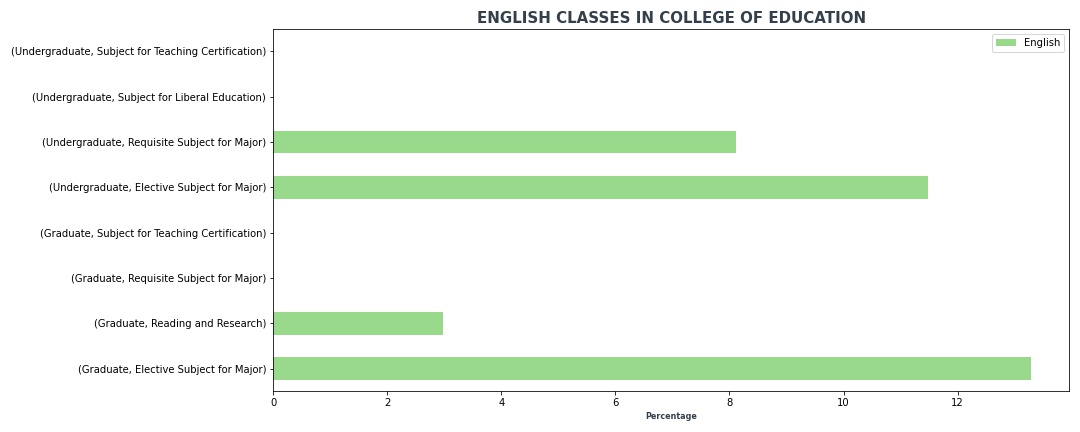 ENGLISH CLASSES IN COLLEGE OF EDUCATION
English
(Undergraduate, Subject for Teaching Certification)
(Undergraduate, Subject for Liberal Education)
(Undergraduate, Requisite Subject for Major)
(Undergraduate, Elective Subject for Major)
(Graduate, Subject for Teaching Certification)
(Graduate, Requisite Subject for Major)
(Graduate, Reading and Research)
(Graduate, Elective Subject for Major)
0 2 4 6 8 10 12
Percentage